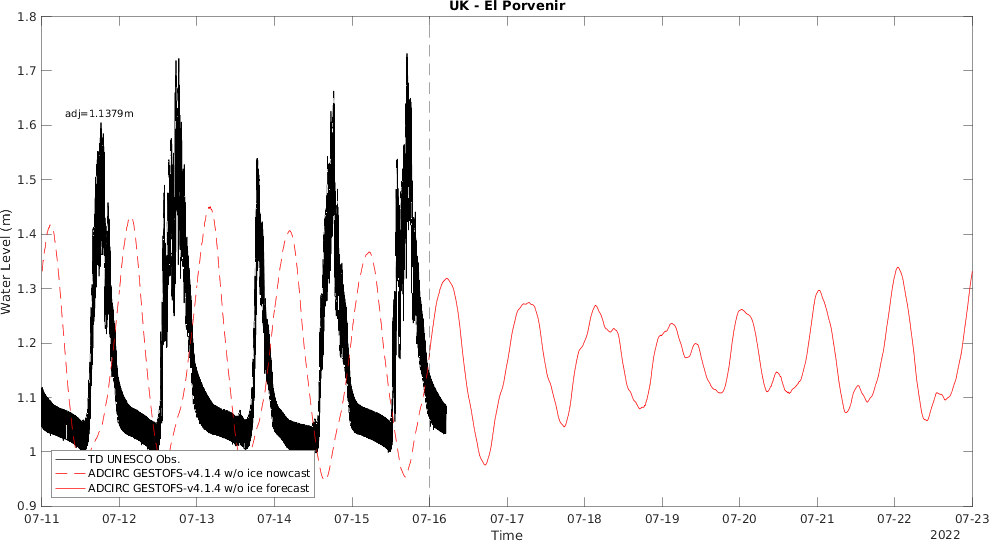 UK - El Porvenir
1.8
1.7
1.6
1.5
1.4
1.3
1.2
1.1
1
0.9
Water Level (m)
adj=1.1379m
TD UNESCO Obs.
ADCIRC GESTOFS-v4.1.4 w/o ice nowcast
ADCIRC GESTOFS-v4.1.4 w/o ice forecast
07-11 07-12 07-13 07-14 07-15 07-16 07-17 07-18 07-19 07-20 07-21 07-22 07-23
Time
2022